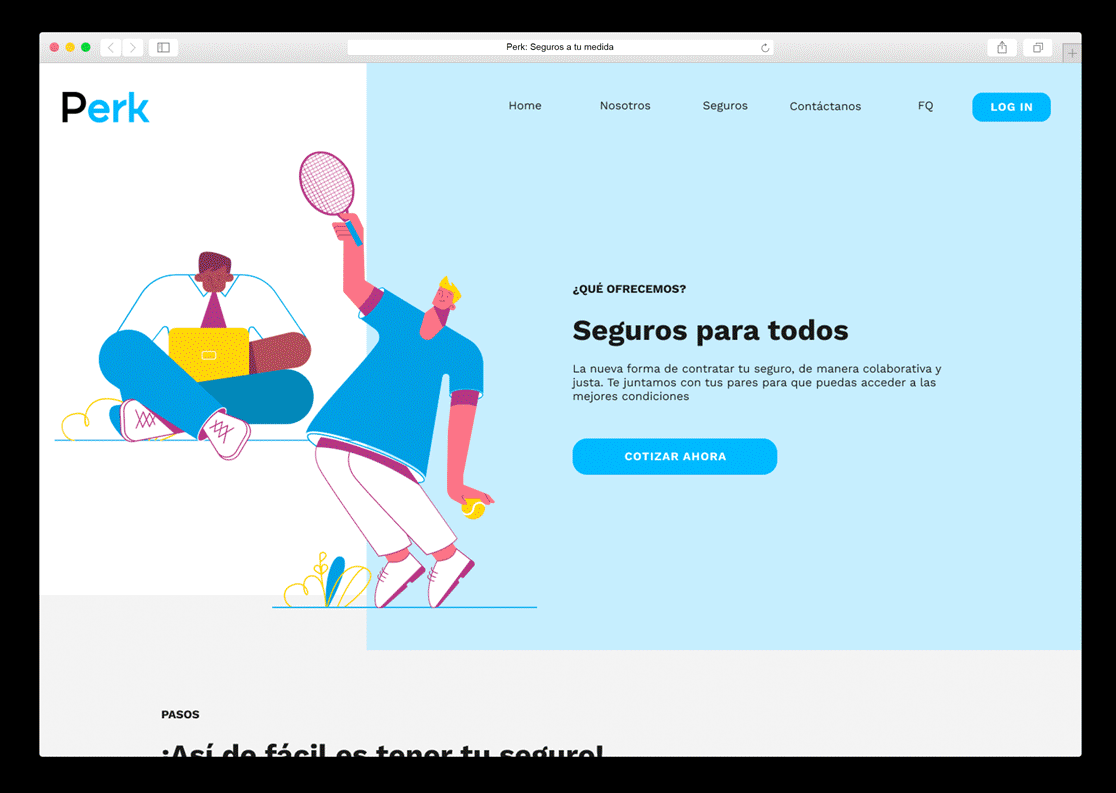 Perk: Seguros a tu medida
Perk
Home
Nosotros
Seguros
Contáctanos
FQ
LOG IN
¿QUÉ OFRECEMOS?
Seguros para todos
La nueva forma de contratar tu seguro, de manera colaborativa y
justa. Te juntamos con tus pares para que puedas acceder a las
mejores condiciones
COTIZAR AHORA
PASOS
¡Así de fácil es tener tu seguro!